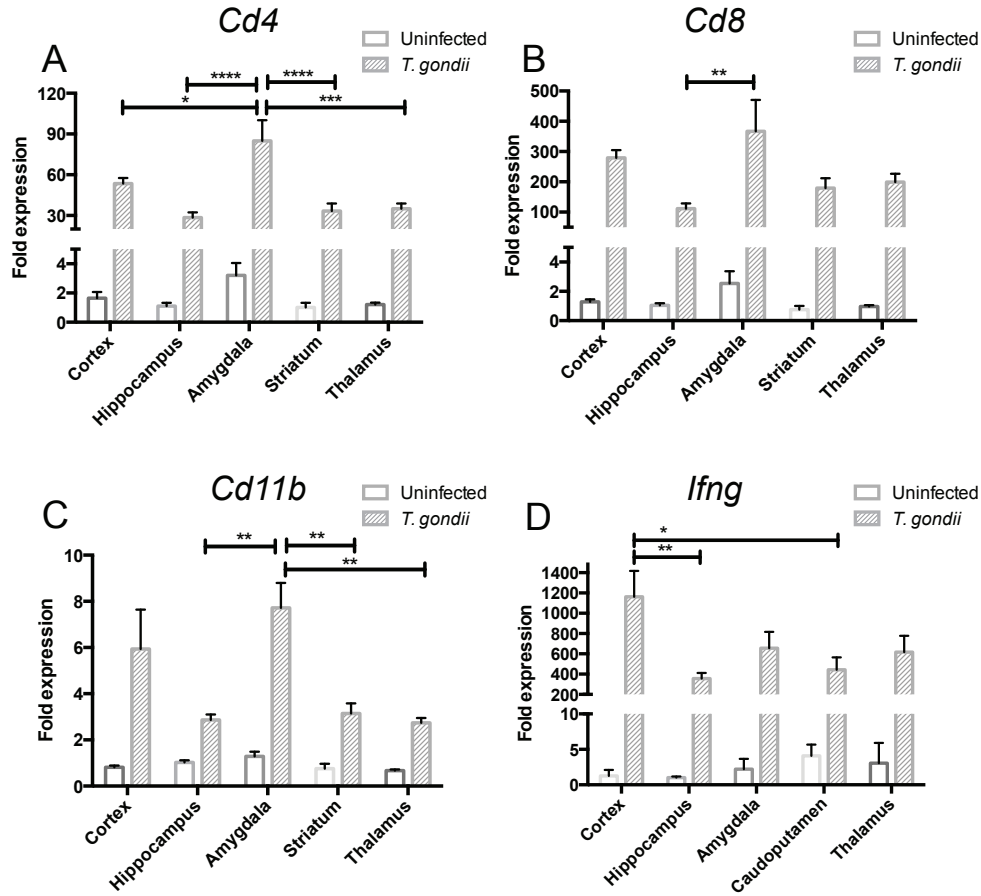 Cd4
A
Uninfected
T. gondii
****
****
*
***
Fold expression
120
90
60
30
4
2
0
Cortex
Hippocampus
Amygdala
Striatum
Thalamus
Cd8
B
Uninfected
T. gondii
**
Fold expression
500
400
300
200
100
4
2
0
Cortex
Hippocampus
Amygdala
Striatum
Thalamus
Cd11b
C
Uninfected
T. gondii
**
**
**
Fold expression
10
8
6
4
2
0
Cortex
Hippocampus
Amygdala
Striatum
Thalamus
Ifng
D
Uninfected
T. gondii
*
**
Fold expression
1400
1200
1000
800
600
400
200
10
5
0
Cortex
Hippocampus
Amygdala
Caudoputamen
Thalamus